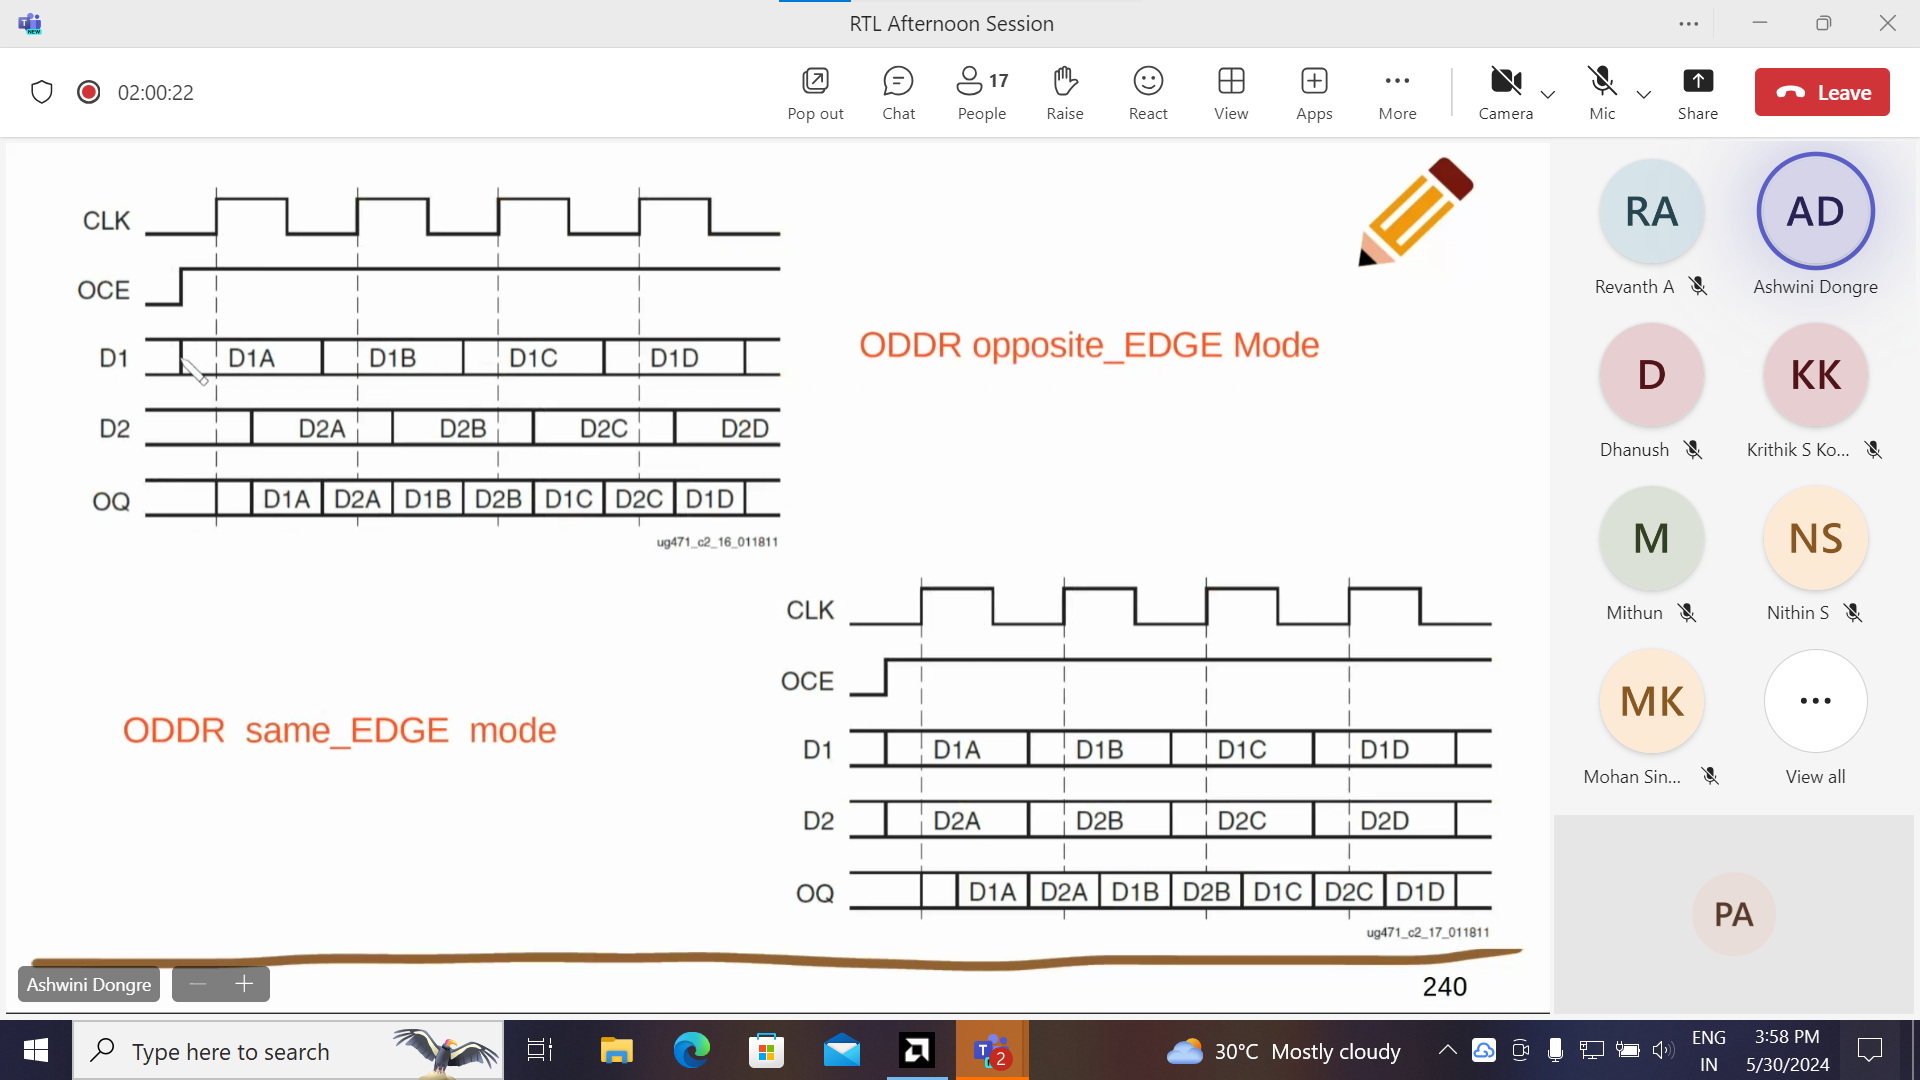 RTL Afternoon Session
NEW
02:00:22
Pop out
Chat
17
People
Raise
React
View
Apps
More
Camera
Mic
Share
Leave
CLK
OCE
D1 D1A D1B D1C D1D
D2 D2A D2B D2C D2D
OQ D1A D2A D1B D2B D1C D2C D1D
ug471_c2_16_011811
ODDR opposite_EDGE Mode
ODDR same_EDGE mode
CLK
OCE
D1 D1A D1B D1C D1D
D2 D2A D2B D2C D2D
OQ D1A D2A D1B D2B D1C D2C D1D
ug471_c2_17_011811
240
Ashwini Dongre
RA
Revanth A
AD
Ashwini Dongre
D
Dhanush
KK
Krithik S Ko...
M
Mithun
NS
Nithin S
MK
Mohan Sin...
View all
PA
Type here to search
T
2
30°C Mostly cloudy
ENG
IN
3:58 PM
5/30/2024